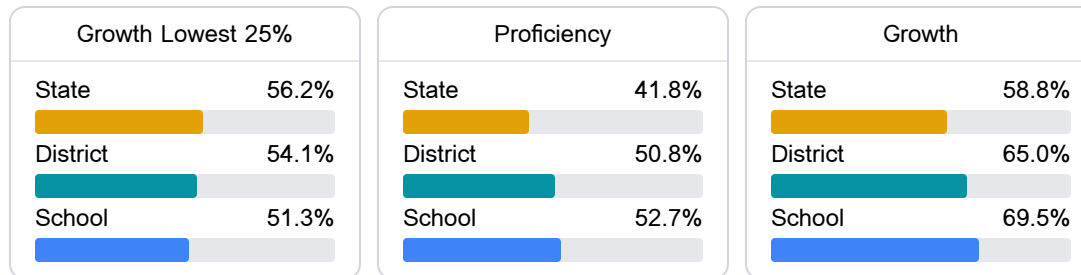 Growth Lowest 25%
State 56.2%
District 54.1%
School 51.3%
Proficiency
State 41.8%
District 50.8%
School 52.7%
Growth
State 58.8%
District 65.0%
School 69.5%